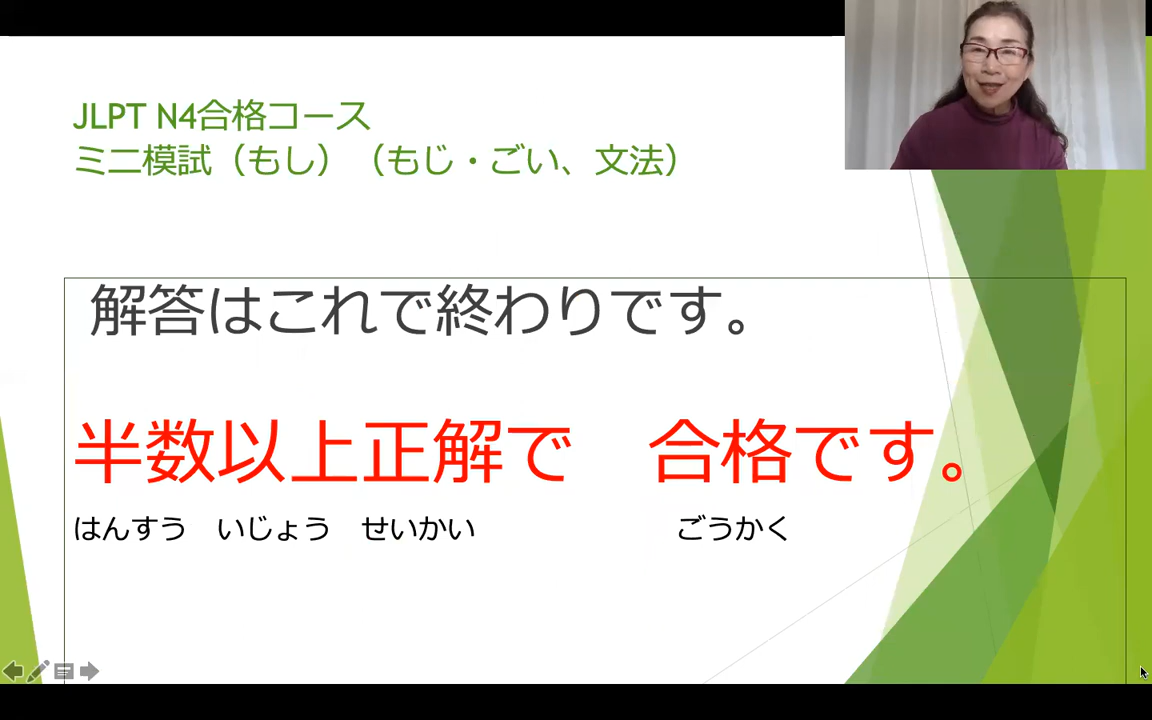 JLPT N4合格コース
ミニ模試（もし）（もじ・ごい、文法）
解答はこれで終わりです。
半数以上正解で　合格です。
はんすう　いじょう　せいかい　ごうかく